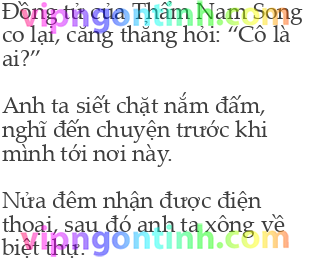 Đồng tử của Thẩm Nam Song
co lại, căng thẳng hỏi: “Cô là
ai?”
Anh ta siết chặt nắm đấm,
nghĩ đến chuyện trước khi
mình tới nơi này.
Nửa đêm nhận được điện
thoại, sau đó anh ta xông về
biệt thự.
vipngontinh.com
vipngontinh.com